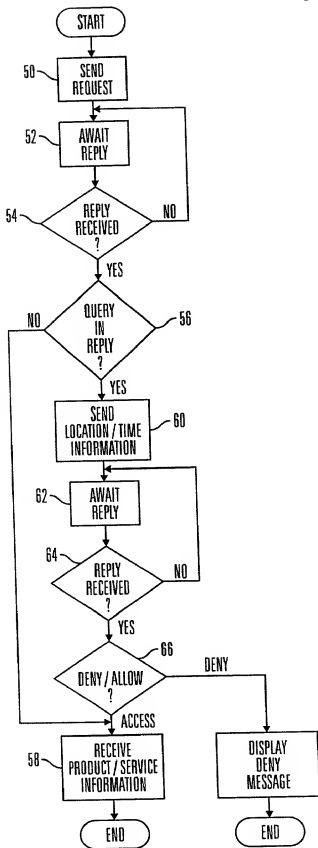 START
50
SEND
REQUEST
52
AWAIT
REPLY
54
REPLY
RECEIVED
?
NO
YES
NO
QUERY
IN
REPLY
?
56
YES
SEND
LOCATION / TIME
INFORMATION
60
62
AWAIT
REPLY
64
REPLY
RECEIVED
?
NO
YES
66
DENY / ALLOW
?
DENY
ACCESS
58
RECEIVE
PRODUCT / SERVICE
INFORMATION
DISPLAY
DENY
MESSAGE
END
END